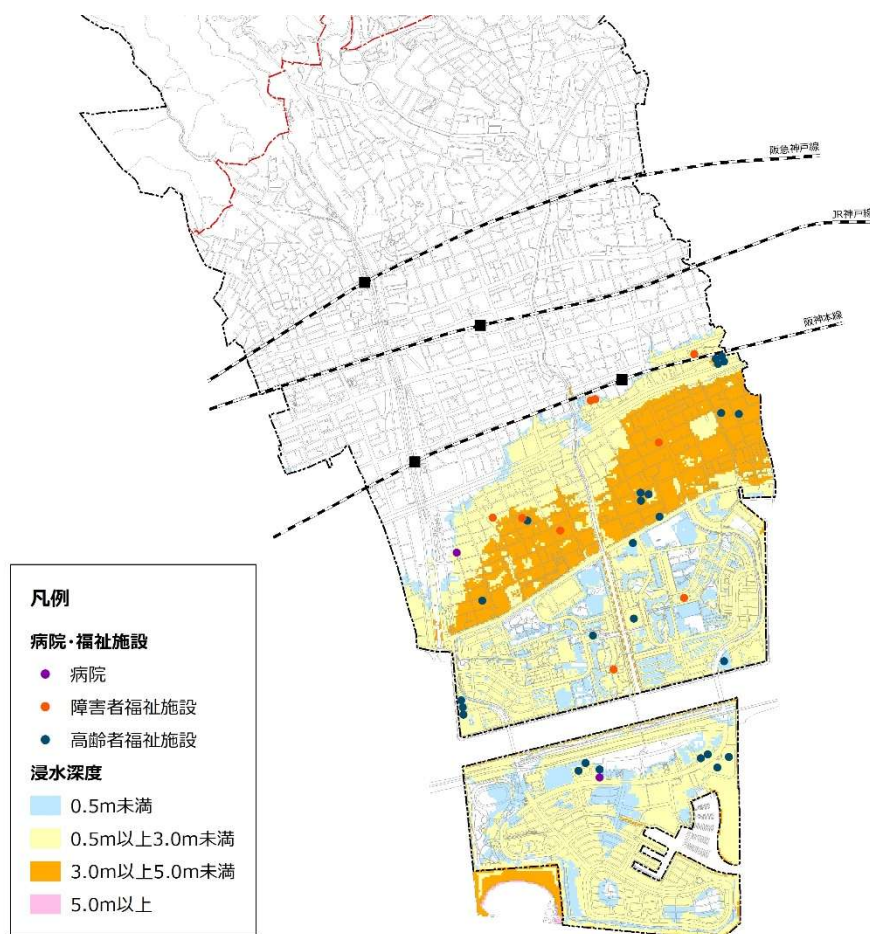 阪急神戸線
JR神戸線
阪神本線
凡例
病院・福祉施設
病院
障害者福祉施設
高齢者福祉施設
浸水深度
0.5m未満
0.5m以上3.0m未満
3.0m以上5.0m未満
5.0m以上